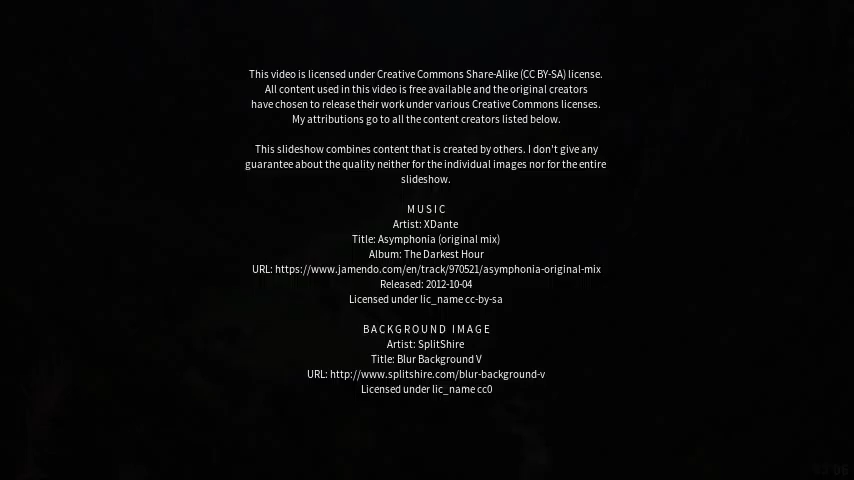 This video is licensed under Creative Commons Share-Alike (CC BY-SA) license.
All content used in this video is free available and the original creators
have chosen to release their work under various Creative Commons licenses.
My attributions go to all the content creators listed below.
This slideshow combines content that is created by others. I don't give any
guarantee about the quality neither for the individual images nor for the entire
slideshow.
MUSIC
Artist: XDante
Title: Asymphonia (original mix)
Album: The Darkest Hour
URL: https://www.jamendo.com/en/track/970521/asymphonia-original-mix
Released: 2012-10-04
Licensed under lic_name cc-by-sa
BACKGROUND IMAGE
Artist: SplitShire
Title: Blur Background V
URL: http://www.splitshire.com/blur-background-v
Licensed under lic_name cc0